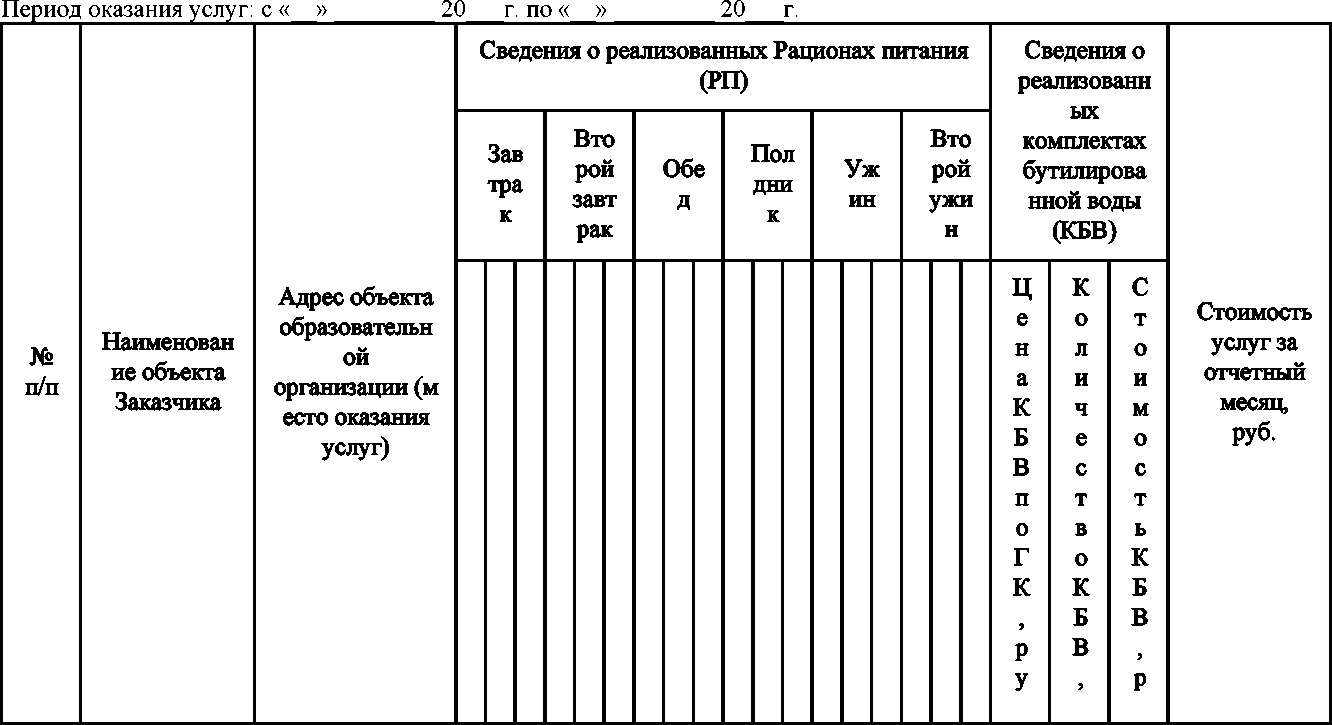 Период оказания услуг: с «__» _________ 20___г. по «__» _________ 20___г.
№
п/п
Наименован
ие объекта
Заказчика
Адрес объекта
образовательн
ой
организации (м
есто оказания
услуг)
Сведения о реализованных Рационах питания
(РП)
Зав
тра
к
Вто
рой
завт
рак
Обе
д
Пол
дни
к
Уж
ин
Вто
рой
ужи
н
Сведения о
реализованн
ых
комплектах
бутилирова
нной воды
(КБВ)
Ц
е
н
а
К
Б
В
п
о
Г
К
,
р
у
К
о
л
и
ч
е
с
т
в
о
К
Б
В
,
С
т
о
и
м
о
с
т
ь
К
Б
В
,
р
Стоимость
услуг за
отчетный
месяц,
руб.